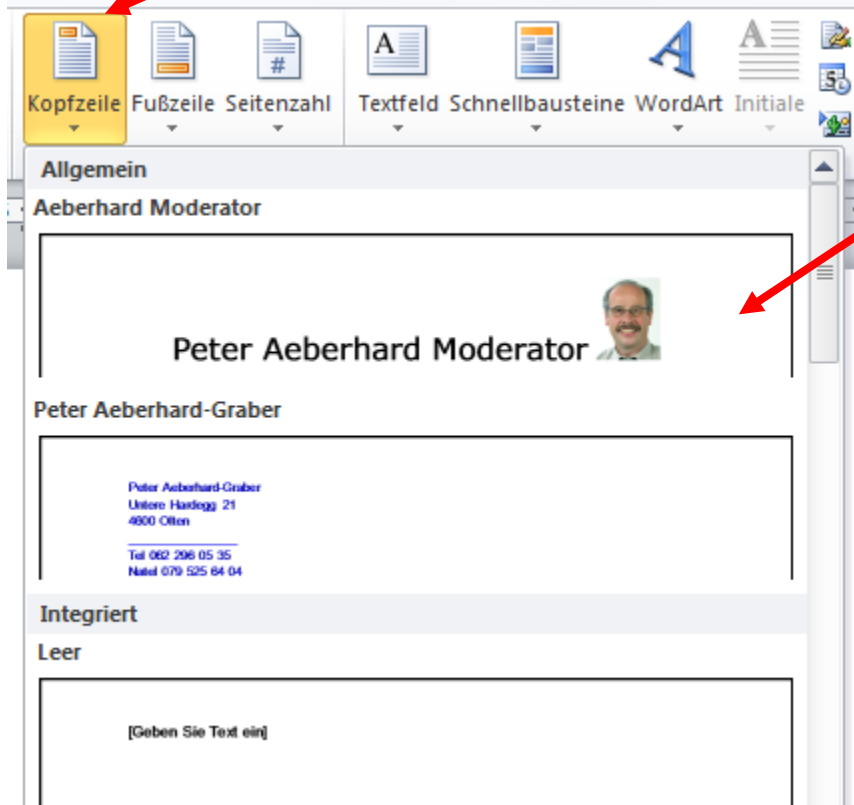 Kopfzeile Fußzeile Seitenzahl Textfeld Schnellbausteine WordArt Initiale
Allgemein
Aeberhard Moderator
Peter Aeberhard Moderator
Peter Aeberhard-Graber
Peter Aeberhard-Graber
Untere Hardegg 21
4600 Olten
Tel 062 296 05 35
Natel 079 525 64 04
Integriert
Leer
[Geben Sie Text ein]